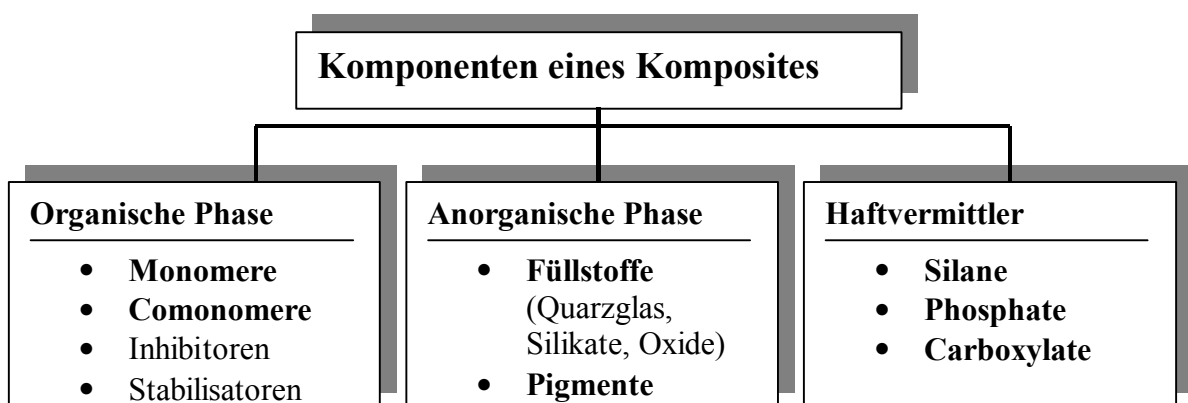 Komponenten eines Komposites
Organische Phase
• Monomere
• Comonomere
• Inhibitoren
• Stabilisatoren
Anorganische Phase
• Füllstoffe
(Quarzglas,
Silikate, Oxide)
• Pigmente
Haftvermittler
• Silane
• Phosphate
• Carboxylate